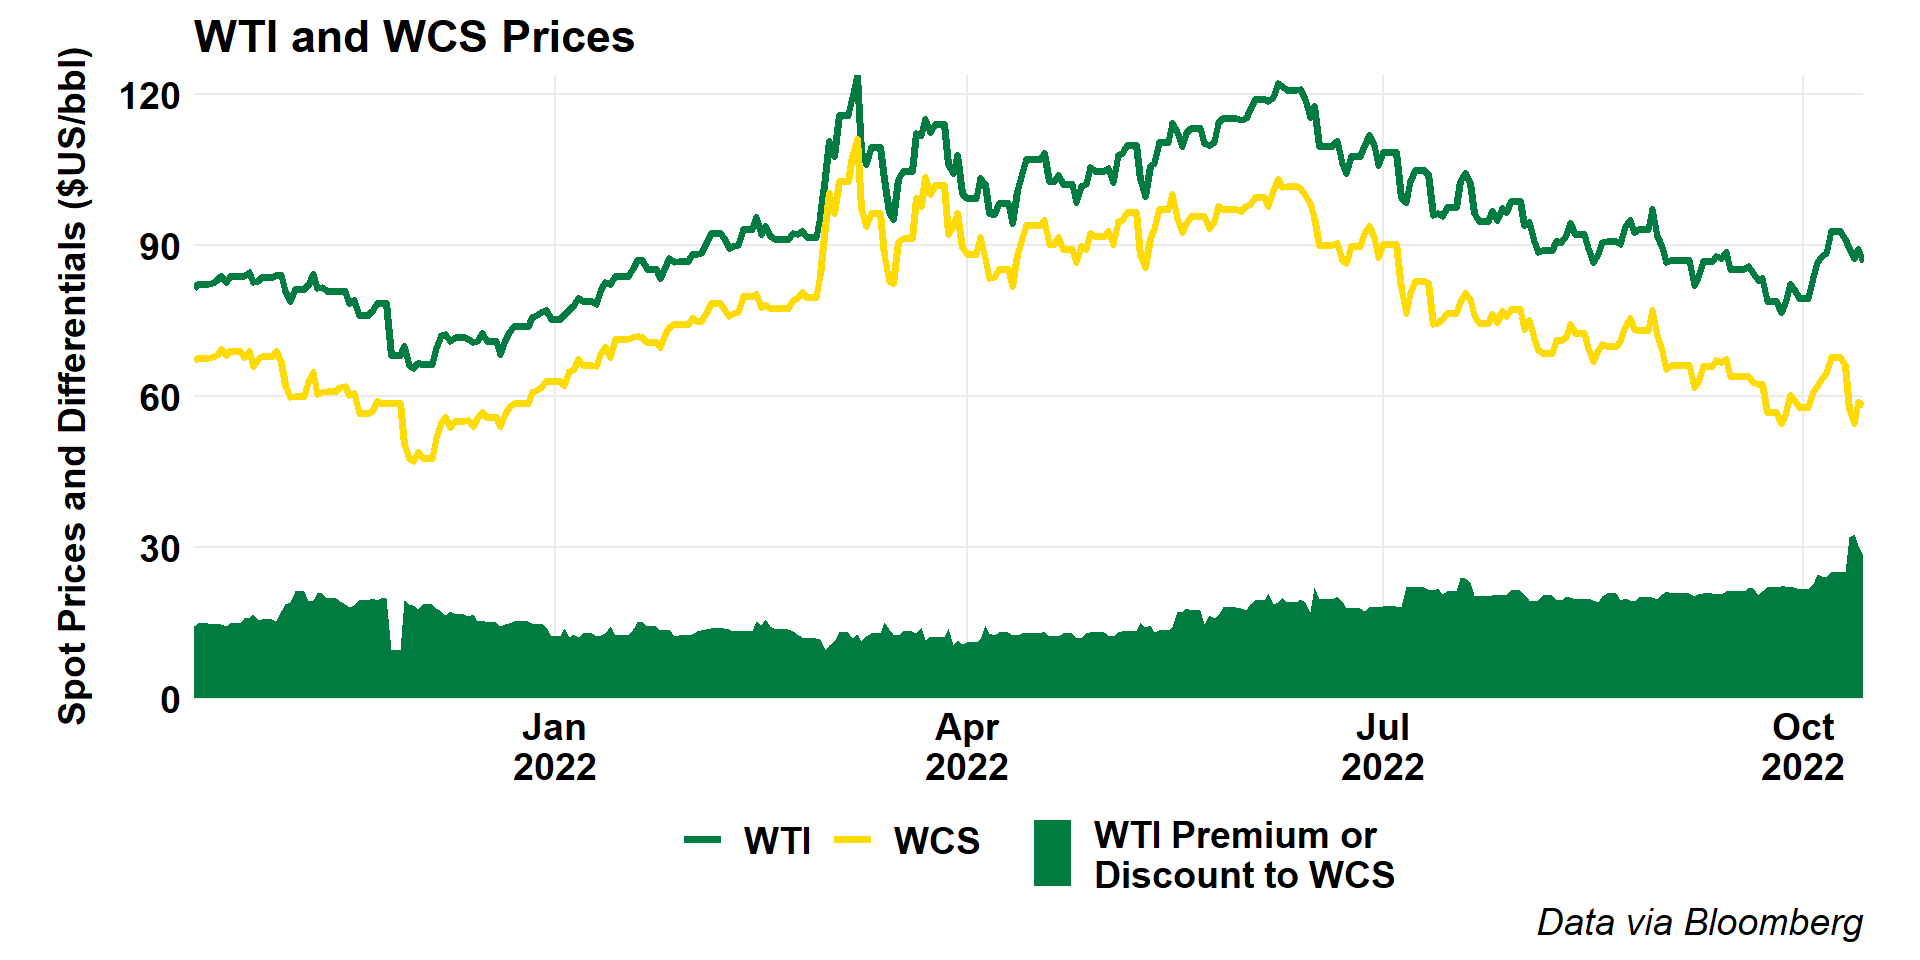 WTI and WCS Prices
Spot Prices and Differentials ($US/bbl)
120
90
60
30
0
Jan
2022
Apr
2022
Jul
2022
Oct
2022
WTI
WCS
WTI Premium or
Discount to WCS
Data via Bloomberg